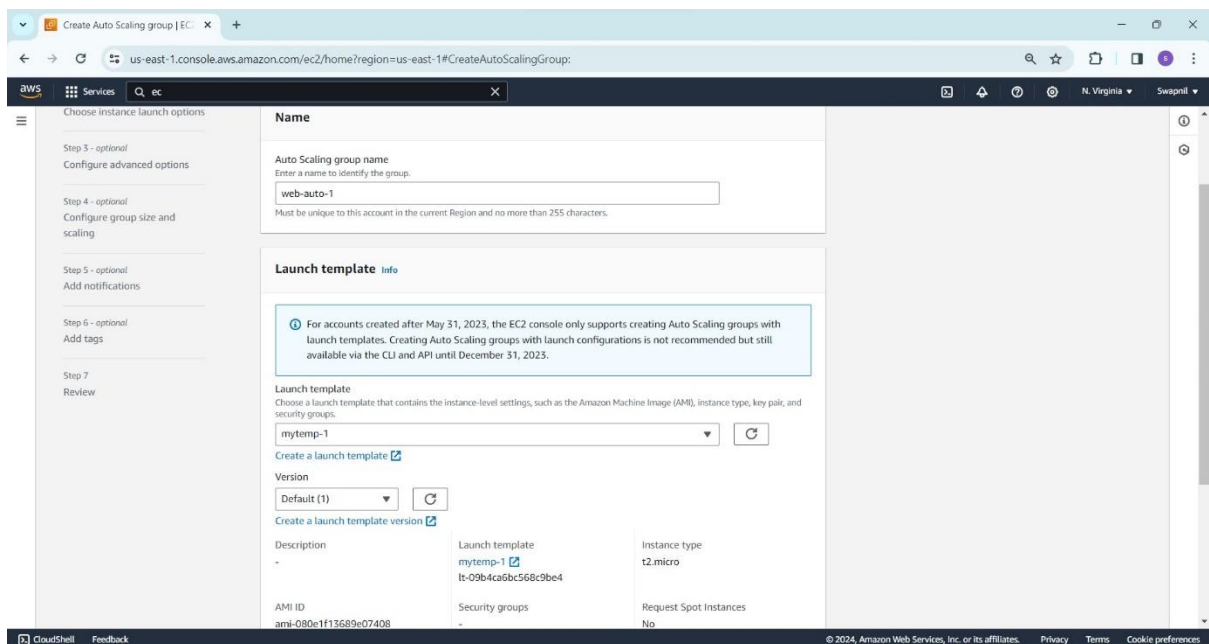 Create Auto Scaling group | EC
us-east-1.console.aws.amazon.com/ec2/home?region=us-east-1#CreateAutoScalingGroup:
aws
Services
ec
N. Virginia
Swapnil
Choose instance launch options
Step 3 - optional
Configure advanced options
Step 4 - optional
Configure group size and
scaling
Step 5 - optional
Add notifications
Step 6 - optional
Add tags
Step 7
Review
Name
Auto Scaling group name
Enter a name to identify the group.
web-auto-1
Must be unique to this account in the current Region and no more than 255 characters.
Launch template Info
For accounts created after May 31, 2023, the EC2 console only supports creating Auto Scaling groups with
launch templates. Creating Auto Scaling groups with launch configurations is not recommended but still
available via the CLI and API until December 31, 2023.
Launch template
Choose a launch template that contains the instance-level settings, such as the Amazon Machine Image (AMI), instance type, key pair, and
security groups.
mytemp-1
Create a launch template
Version
Default (1)
Create a launch template version
Description
-
Launch template
mytemp-1
lt-09b4ca6bc568c9be4
Instance type
t2.micro
AMI ID
ami-080e1f13689e07408
Security groups
-
Request Spot Instances
No
CloudShell Feedback
© 2024, Amazon Web Services, Inc. or its affiliates. Privacy Terms Cookie preferences